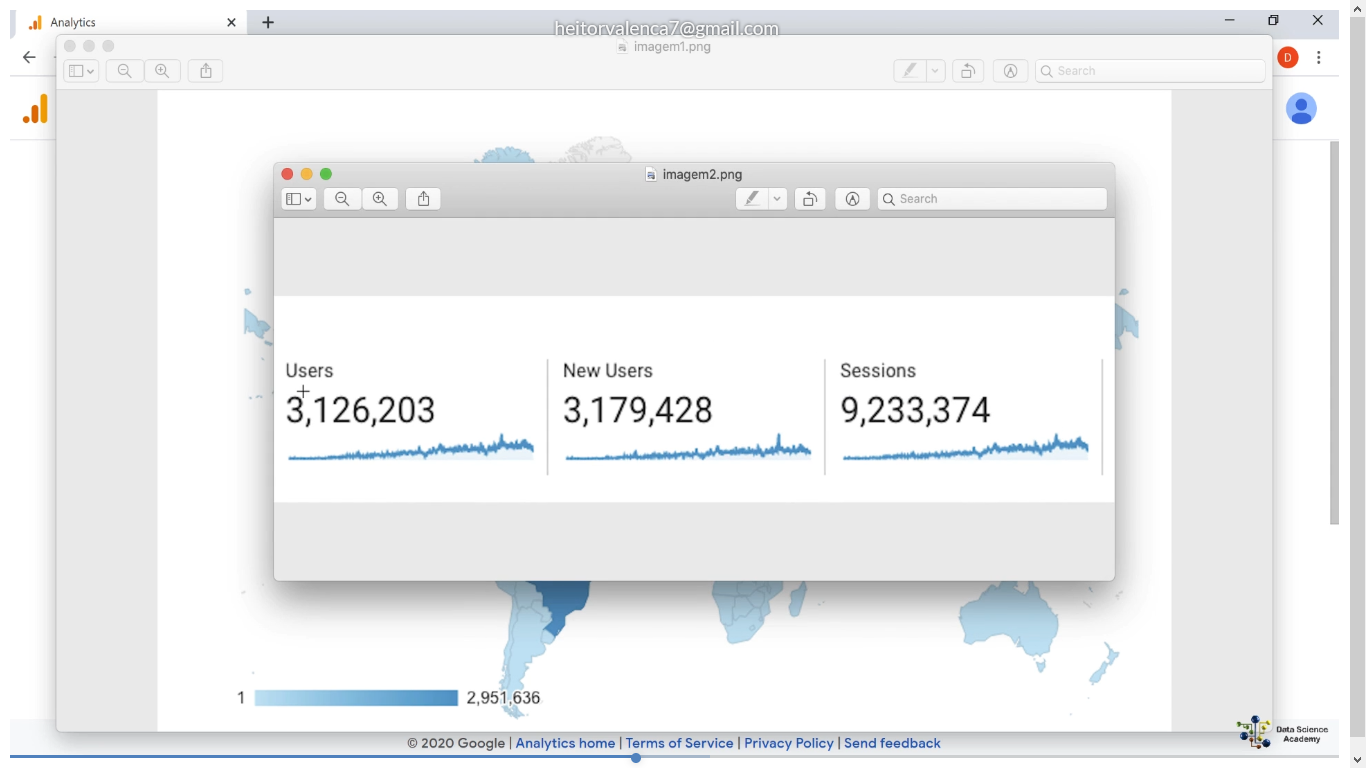 Analytics
heitorvalenca7@gmail.com
imagem1.png
Search
D
imagem2.png
Search
Users
3,126,203
New Users
3,179,428
Sessions
9,233,374
1
2,951,636
Data Science
Academy
© 2020 Google | Analytics home | Terms of Service | Privacy Policy | Send feedback